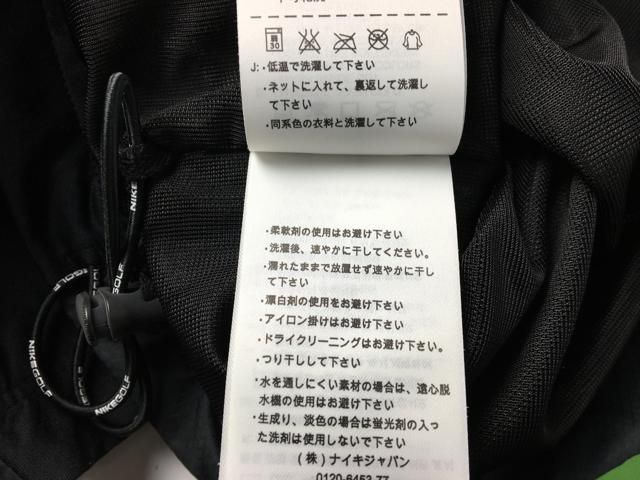 30
J: ・低温で洗濯して下さい
・ネットに入れて、裏返して洗濯し
て下さい
・同系色の衣料と洗濯して下さい
・柔軟剤の使用はお避け下さい
・洗濯後、速やかに干してください。
・濡れたままで放置せず速やかに干し
て下さい
・漂白剤の使用をお避け下さい
・アイロン掛けはお避け下さい
・ドライクリーニングはお避け下さい。
・つり干しして下さい
・水を通しにくい素材の場合は、遠心脱
水機の使用はお避け下さい
・生成り、淡色の場合は蛍光剤の入っ
た洗剤は使用しないで下さい
(株)ナイキジャパン
0120-6453-77
NIKEGOLF
NIKEGOLF
NIKEGOLF
NIKEGOLF